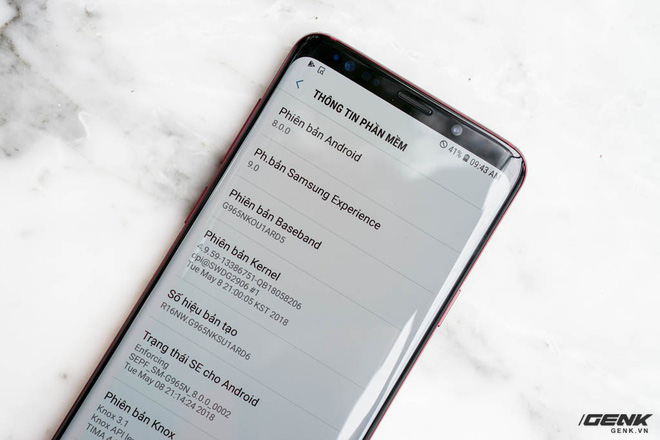 41% 09:43 AM
THÔNG TIN PHẦN MỀM
Phiên bản Android
8.0.0
Ph.bản Samsung Experience
9.0
Phiên bản Baseband
G965NKOU1ARD5
Phiên bản Kernel
4.9.59-13386751-QB18058206
dpi@SWDG2906 #1
Tue May 8 21:00:05 KST 2018
Số hiệu bản tạo
R16NW.G965NKSU1ARD6
Trạng thái SE cho Android
Enforcing
SEPF_SM-G965N_8.0.0_0002
Tue May 08 21:14:24 2018
Phiên bản Knox
Knox 3.1
Knox API
TIMA
GENK
GENK.VN